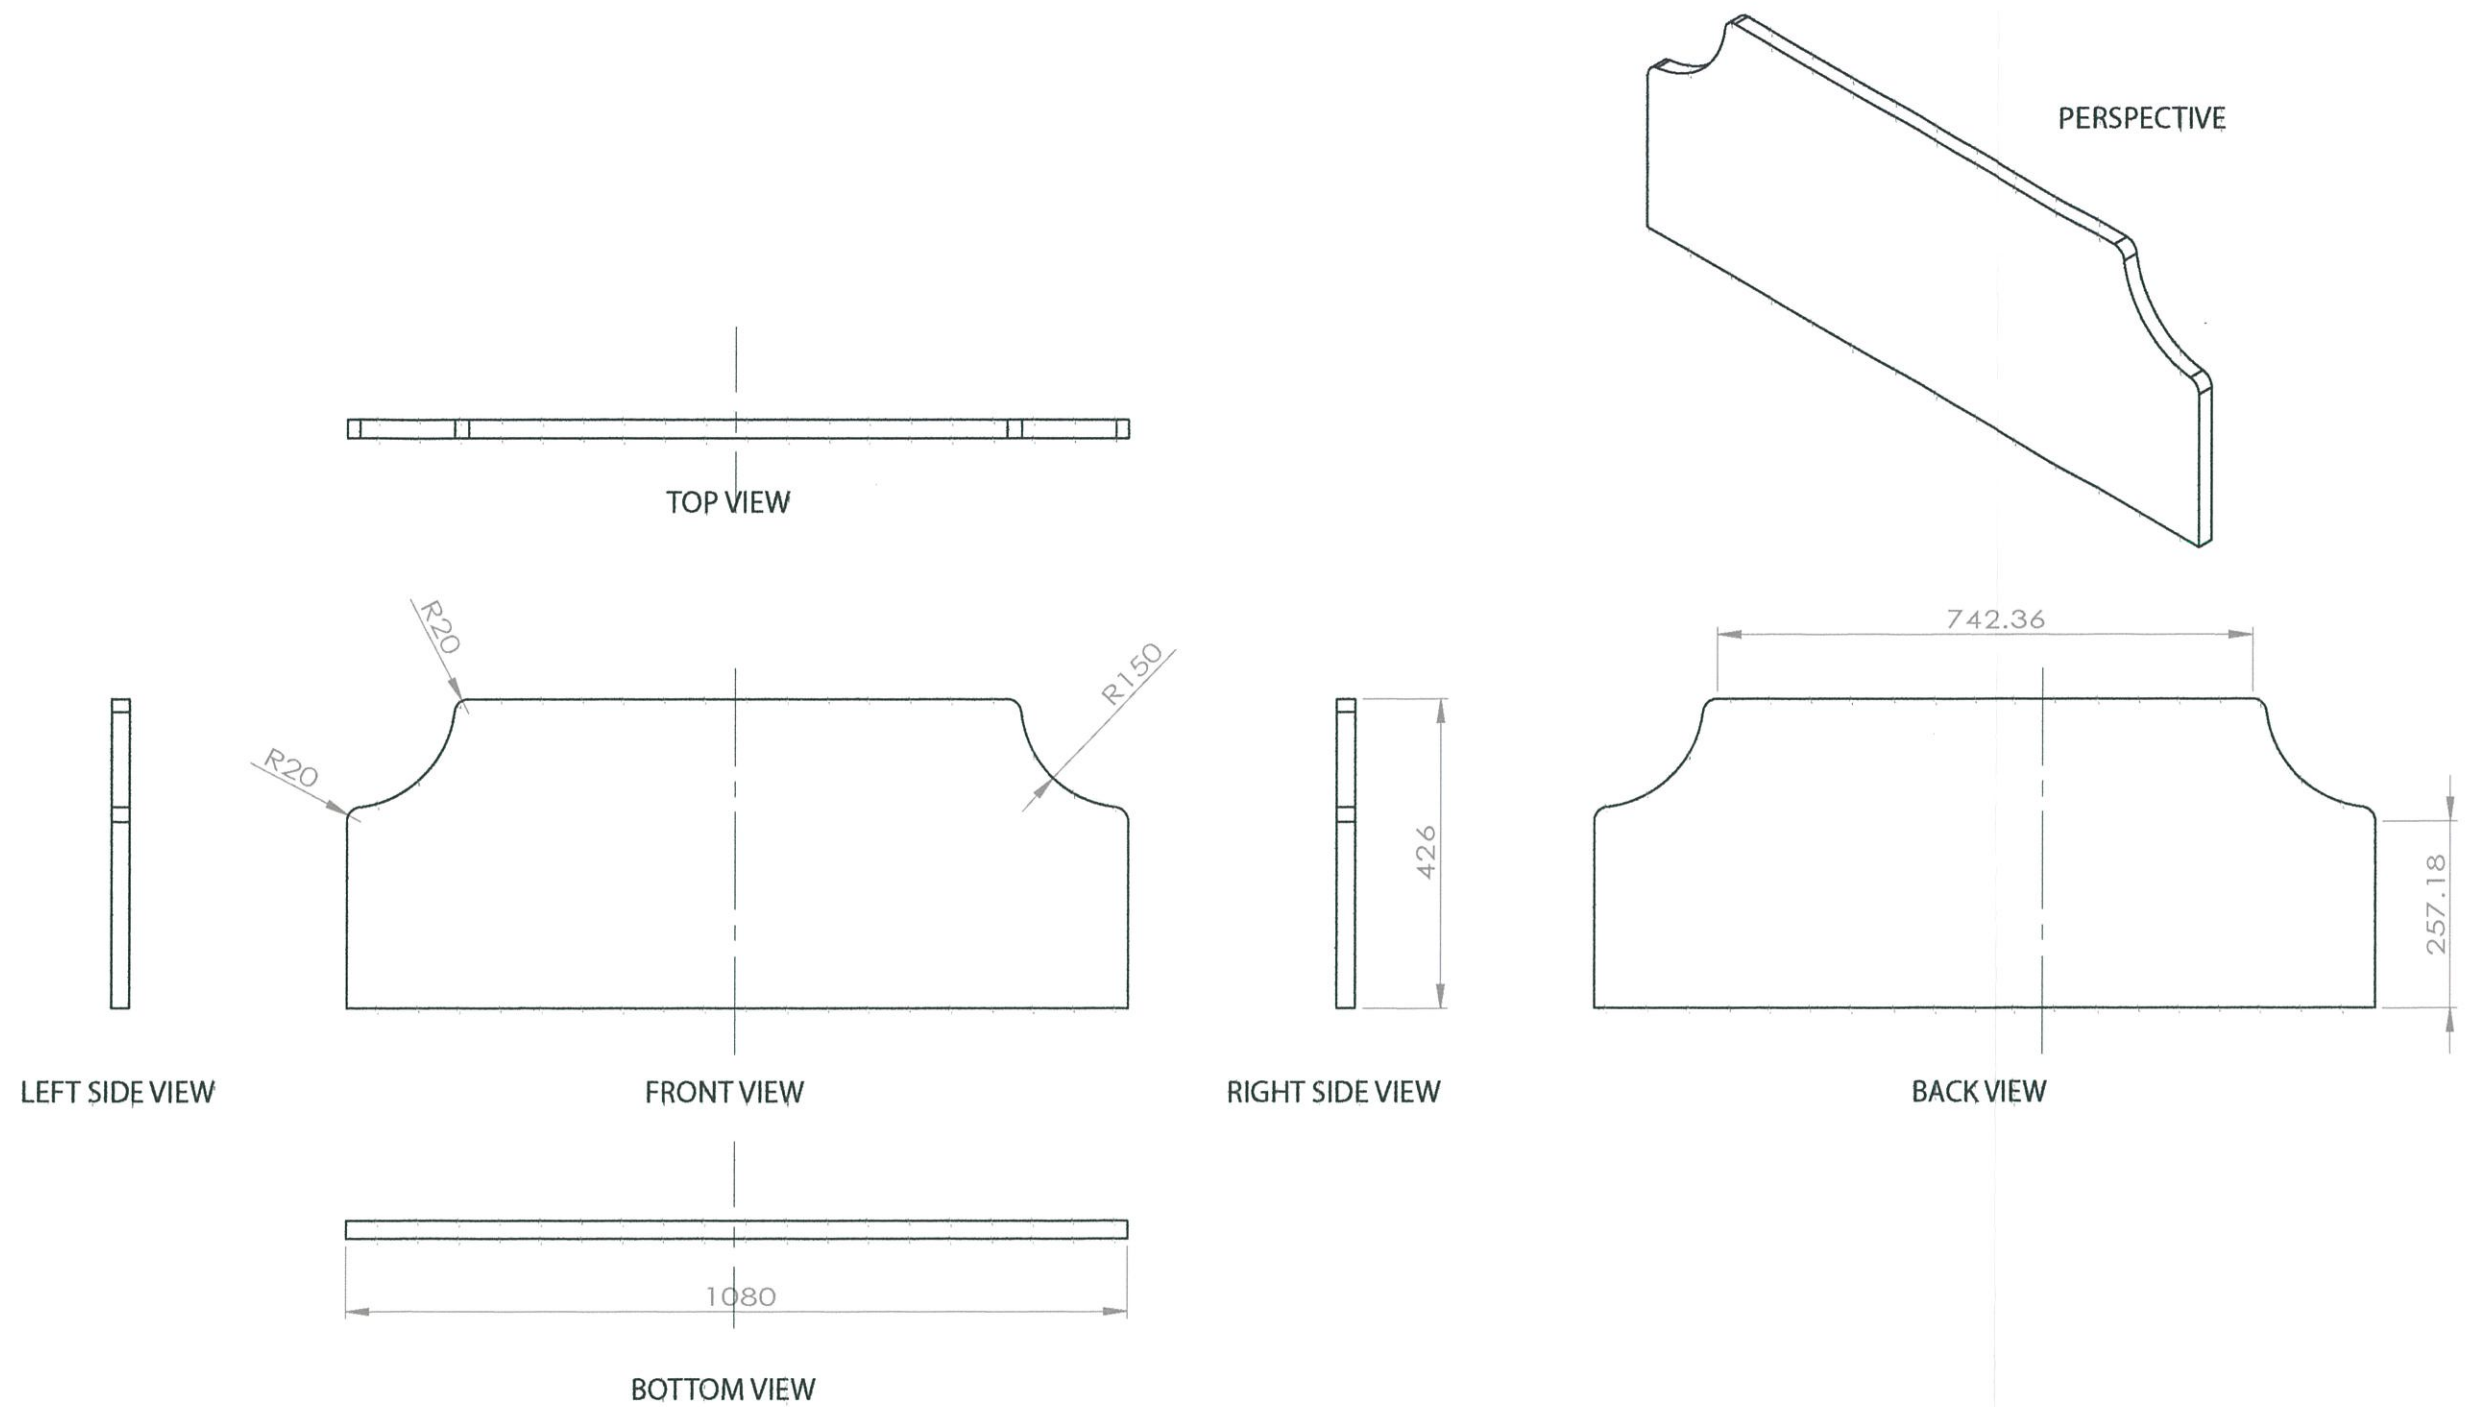 PERSPECTIVE
TOP VIEW
R20
R150
R20
742.36
426
257.18
LEFT SIDE VIEW
FRONT VIEW
RIGHT SIDE VIEW
BACK VIEW
1080
BOTTOM VIEW